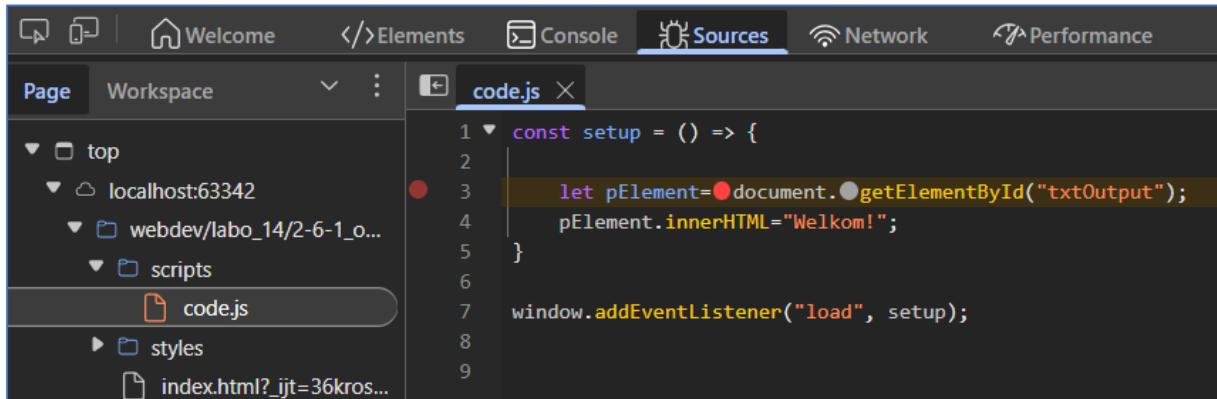 Welcome </>Elements Console Sources Network Performance
Page Workspace
code.js
top
localhost:63342
webdev/labo_14/2-6-1_o...
scripts
code.js
styles
index.html?_ijt=36kros...
1 const setup = () => {
2
3 let pElement=document.getElementById("txtOutput");
4 pElement.innerHTML="Welkom!";
5 }
6
7 window.addEventListener("load", setup);
8
9